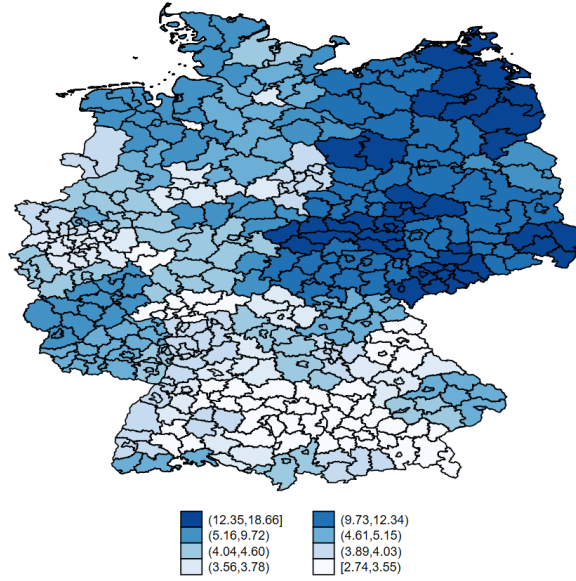 (12.35,18.66] (9.73,12.34)
(5.16,9.72) (4.61,5.15)
(4.04,4.60) (3.89,4.03)
(3.56,3.78) [2.74,3.55)